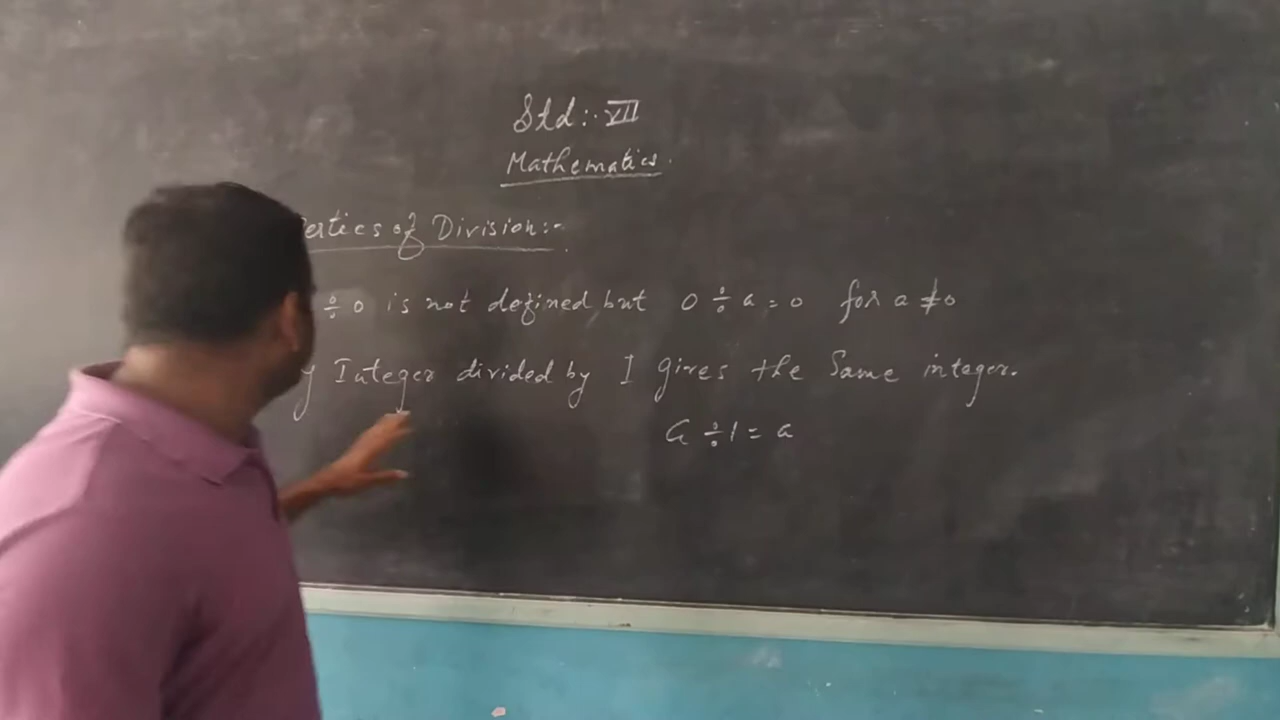 Std:- VII
Mathematics.
erties of Division:-
÷ 0 is not defined, but 0 ÷ a = 0 for a ≠ 0
y Integer divided by 1 gives the Same integer.
a ÷ 1 = a